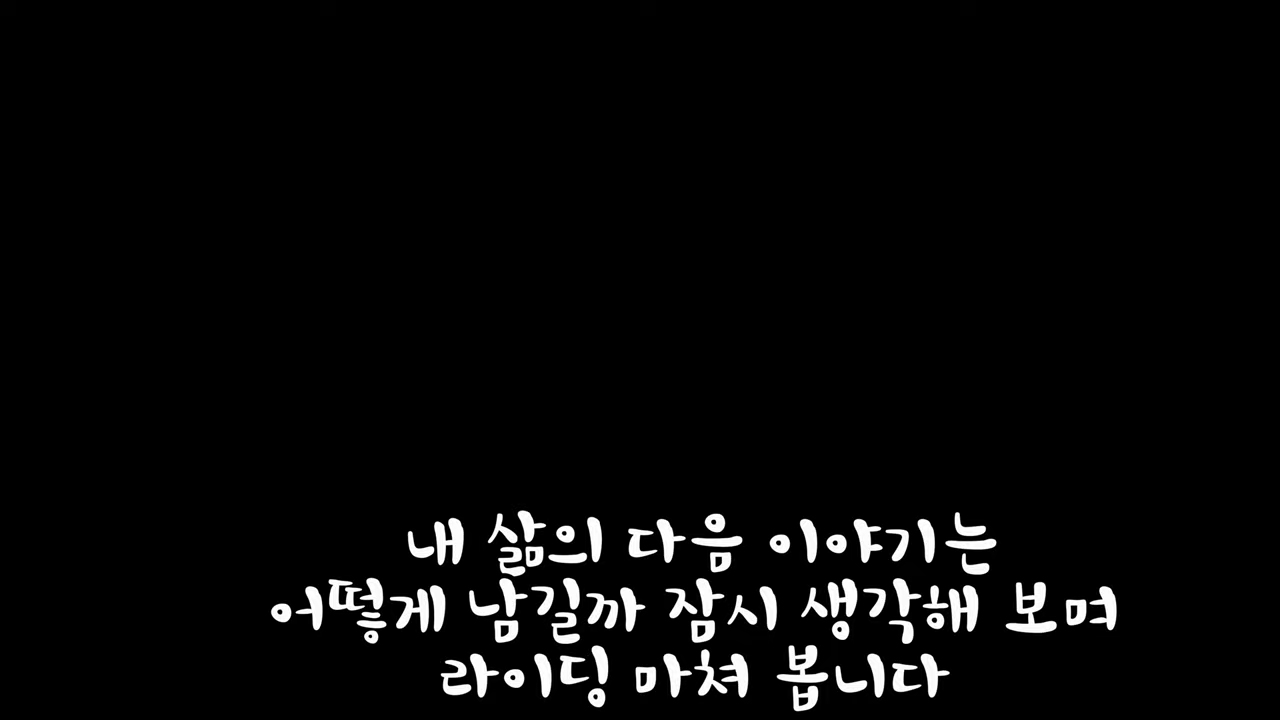 내 삶의 다음 이야기는
어떻게 남길까 잠시 생각해 보며
라이딩 마쳐 봅니다